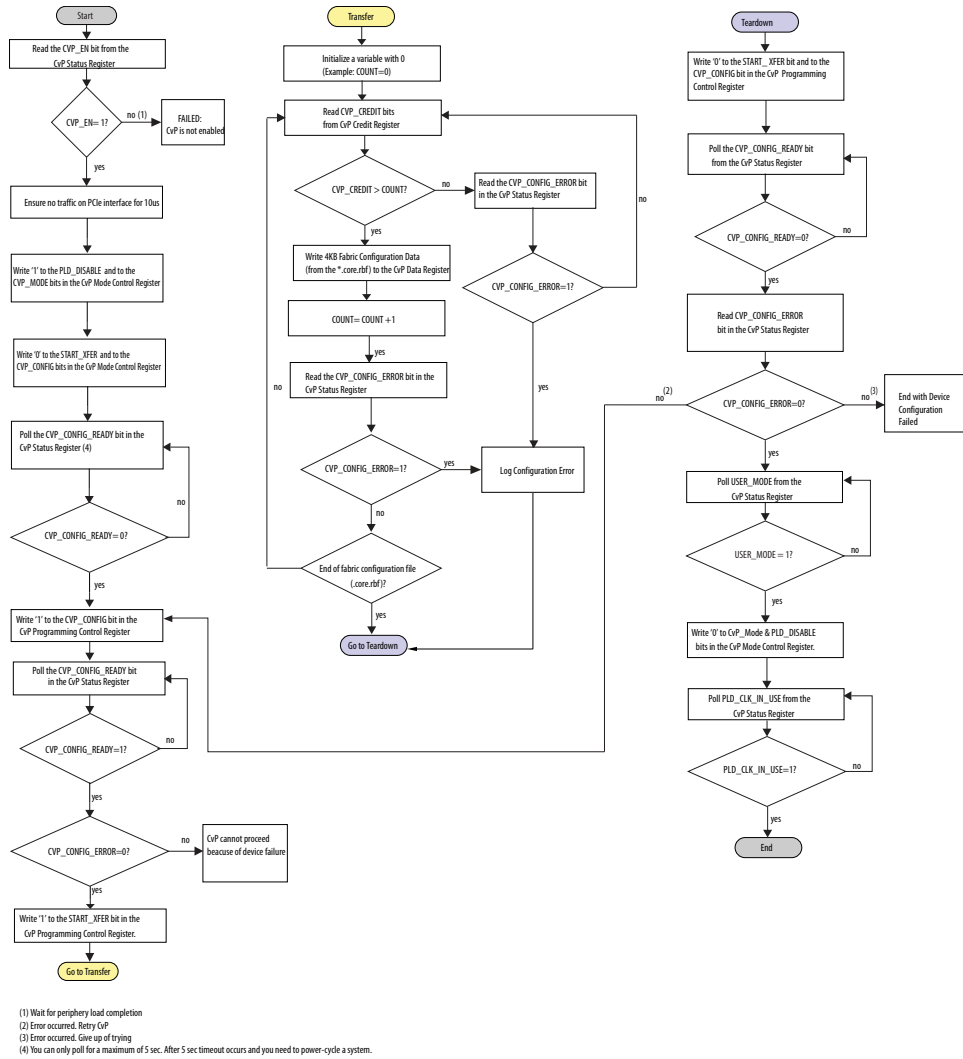 Start
Read the CVP_EN bit from the
CvP Status Register
CVP_EN= 1?
no (1)
FAILED:
CvP is not enabled
yes
Ensure no traffic on PCIe interface for 10us
Write '1' to the PLD_DISABLE and to the
CVP_MODE bits in the CvP Mode Control Register
Write '0' to the START_XFER and to the
CVP_CONFIG bits in the CvP Mode Control Register
Poll the CVP_CONFIG_READY bit in the
CvP Status Register (4)
no
CVP_CONFIG_READY= 0?
yes
Write '1' to the CVP_CONFIG bit in the
CvP Programming Control Register
Poll the CVP_CONFIG_READY bit
in the CvP Status Register
CVP_CONFIG_READY=1?
no
yes
CVP_CONFIG_ERROR=0?
no
CvP cannot proceed
beacuse of device failure
yes
Write '1' to the START_XFER bit in the
CvP Programming Control Register.
Go to Transfer
Transfer
Initialize a variable with 0
(Example: COUNT=0)
Read CVP_CREDIT bits
from CvP Credit Register
CVP_CREDIT > COUNT?
no
Read the CVP_CONFIG_ERROR bit
in the CvP Status Register
no
yes
Write 4KB Fabric Configuration Data
(from the *.core.rbf) to the CvP Data Register
CVP_CONFIG_ERROR=1?
COUNT= COUNT +1
yes
no
Read the CVP_CONFIG_ERROR bit in the
CvP Status Register
yes
CVP_CONFIG_ERROR=1?
yes
Log Configuration Error
no
End of fabric configuration file
(.core.rbf)?
yes
Go to Teardown
Teardown
Write '0' to the START_ XFER bit and to the
CVP_CONFIG bit in the CvP Programming
Control Register
Poll the CVP_CONFIG_READY bit
from the CvP Status Register
CVP_CONFIG_READY=0?
no
yes
Read CVP_CONFIG_ERROR
bit in the CvP Status Register
no (2)
CVP_CONFIG_ERROR=0?
no (3)
End with Device
Configuration
Failed
yes
Poll USER_MODE from the
CvP Status Register
USER_MODE = 1?
no
yes
Write '0' to CvP_Mode & PLD_DISABLE
bits in the CvP Mode Control Register.
Poll PLD_CLK_IN_USE from the
CvP Status Register
PLD_CLK_IN_USE=1?
no
yes
End
(1) Wait for periphery load completion
(2) Error occurred. Retry CvP
(3) Error occurred. Give up of trying
(4) You can only poll for a maximum of 5 sec. After 5 sec timeout occurs and you need to power-cycle a system.